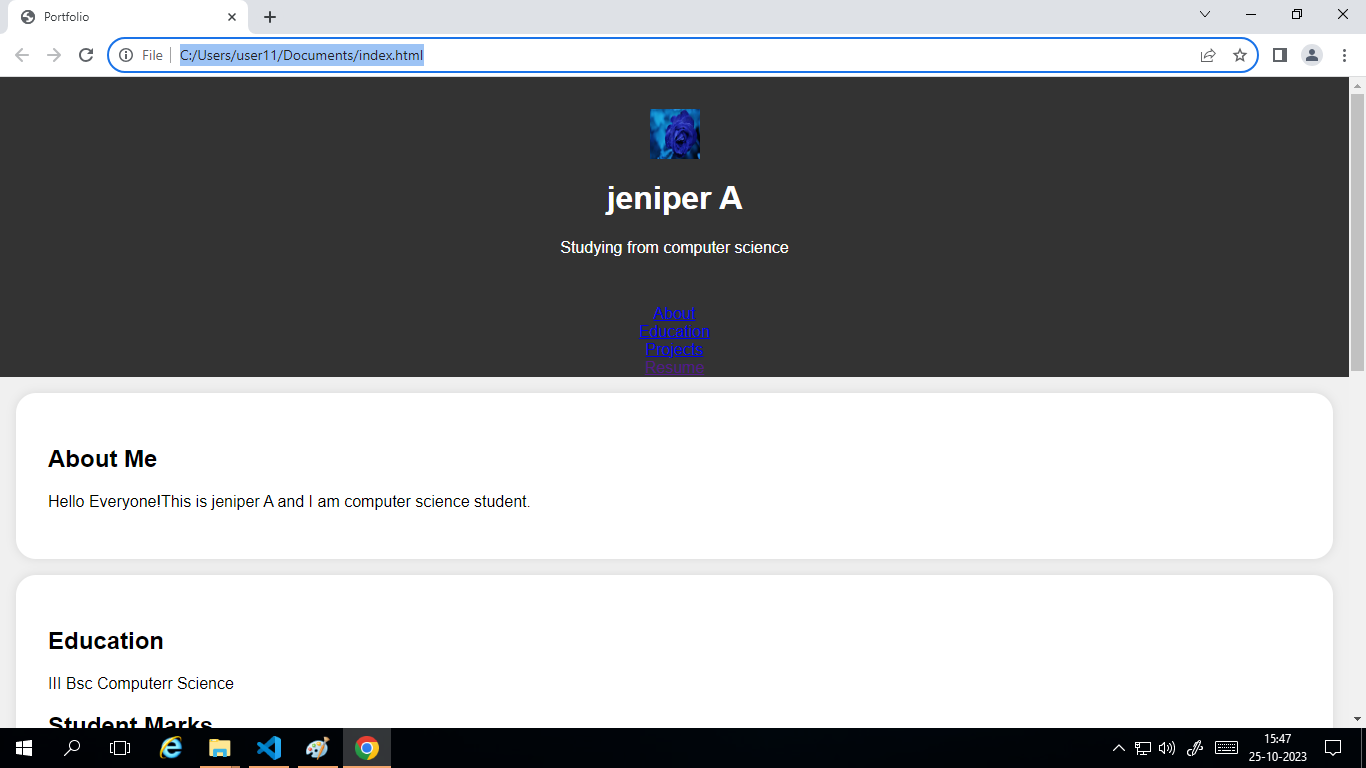 Portfolio
File
C:/Users/user11/Documents/index.html
jeniper A
Studying from computer science
About
Education
Projects
Resume
About Me
Hello Everyone!This is jeniper A and I am computer science student.
Education
III Bsc Computerr Science
Student Marks
15:47
25-10-2023